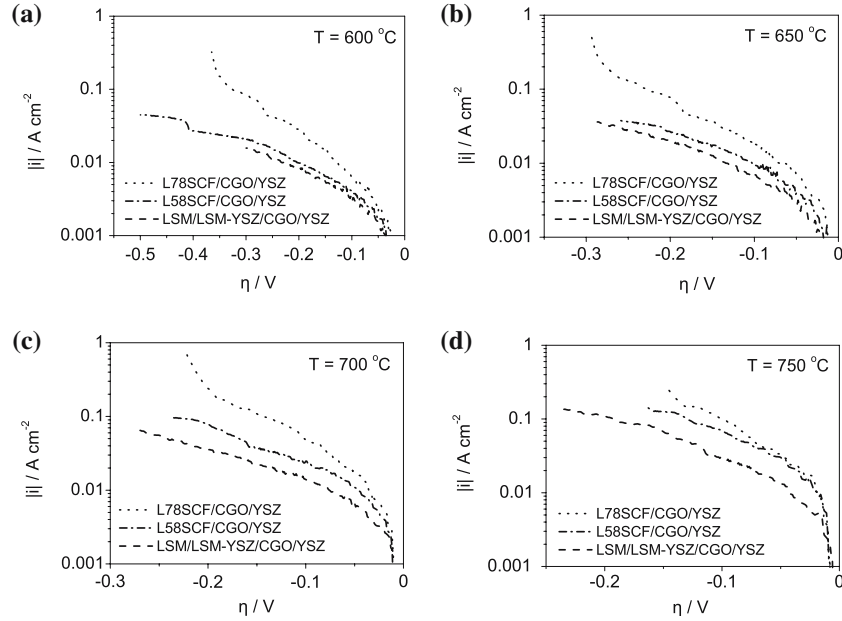 (a)
T = 600 °C
1
0.1
0.01
0.001
|i| / A cm⁻²
L78SCF/CGO/YSZ
L58SCF/CGO/YSZ
LSM/LSM-YSZ/CGO/YSZ
-0.5 -0.4 -0.3 -0.2 -0.1 0
η / V
(b)
T = 650 °C
1
0.1
0.01
0.001
|i| / A cm⁻²
L78SCF/CGO/YSZ
L58SCF/CGO/YSZ
LSM/LSM-YSZ/CGO/YSZ
-0.3 -0.2 -0.1 0
η / V
(c)
T = 700 °C
1
0.1
0.01
0.001
|i| / A cm⁻²
L78SCF/CGO/YSZ
L58SCF/CGO/YSZ
LSM/LSM-YSZ/CGO/YSZ
-0.3 -0.2 -0.1 0
η / V
(d)
T = 750 °C
1
0.1
0.01
0.001
|i| / A cm⁻²
L78SCF/CGO/YSZ
L58SCF/CGO/YSZ
LSM/LSM-YSZ/CGO/YSZ
-0.2 -0.1 0
η / V